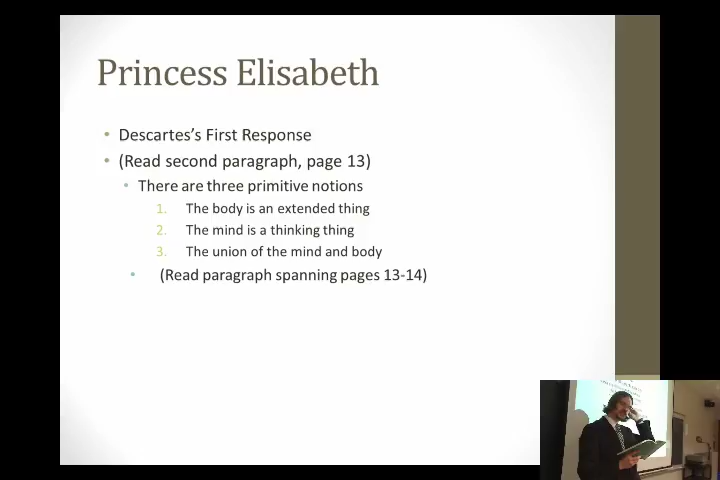 Princess Elisabeth
• Descartes's First Response
• (Read second paragraph, page 13)
• There are three primitive notions
1. The body is an extended thing
2. The mind is a thinking thing
3. The union of the mind and body
• (Read paragraph spanning pages 13-14)